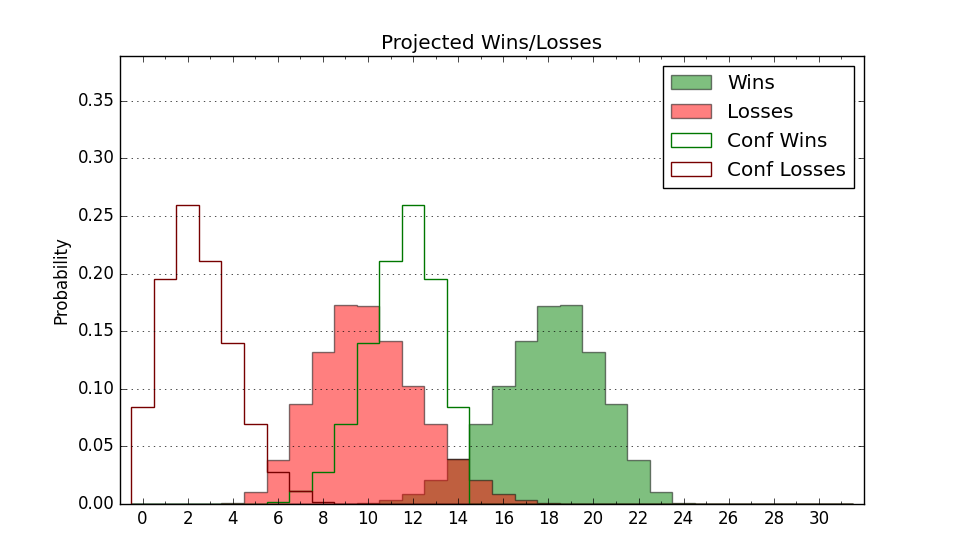 Projected Wins/Losses
Wins
Losses
Conf Wins
Conf Losses
Probability
0.35
0.30
0.25
0.20
0.15
0.10
0.05
0.00
0 2 4 6 8 10 12 14 16 18 20 22 24 26 28 30